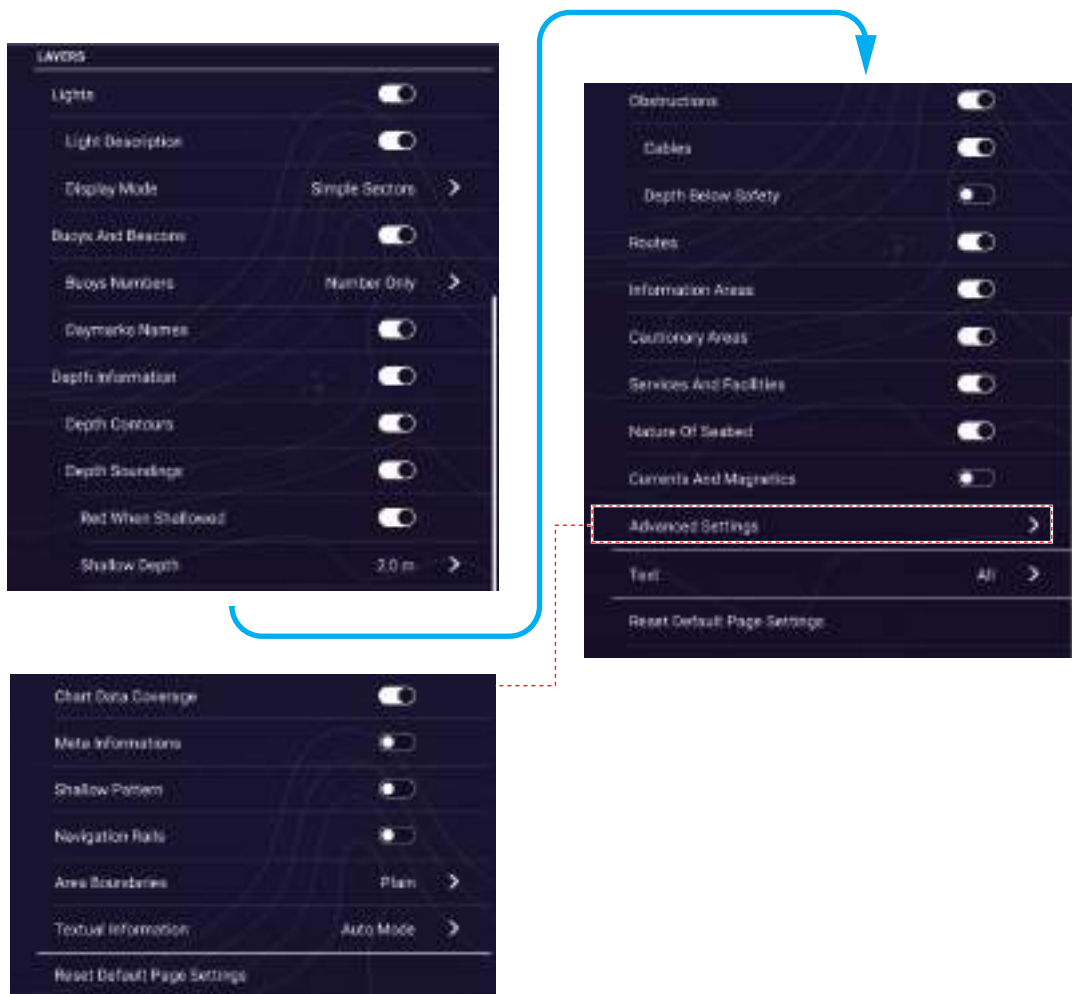 LAYERS
Lights
Light Description
Display Mode Simple Sectors
Buoys And Beacons
Buoys Numbers Number Only
Daymarks Names
Depth Information
Depth Contours
Depth Soundings
Red When Shallowed
Shallow Depth 2.0 m
Obstructions
Cables
Depth Below Safety
Routes
Information Areas
Cautionary Areas
Services And Facilities
Nature Of Seabed
Currents And Magnetics
Advanced Settings
Text All
Reset Default Page Settings
Chart Data Coverage
Meta Informations
Shallow Pattern
Navigation Rails
Area Boundaries Plain
Textual Information Auto Mode
Reset Default Page Settings